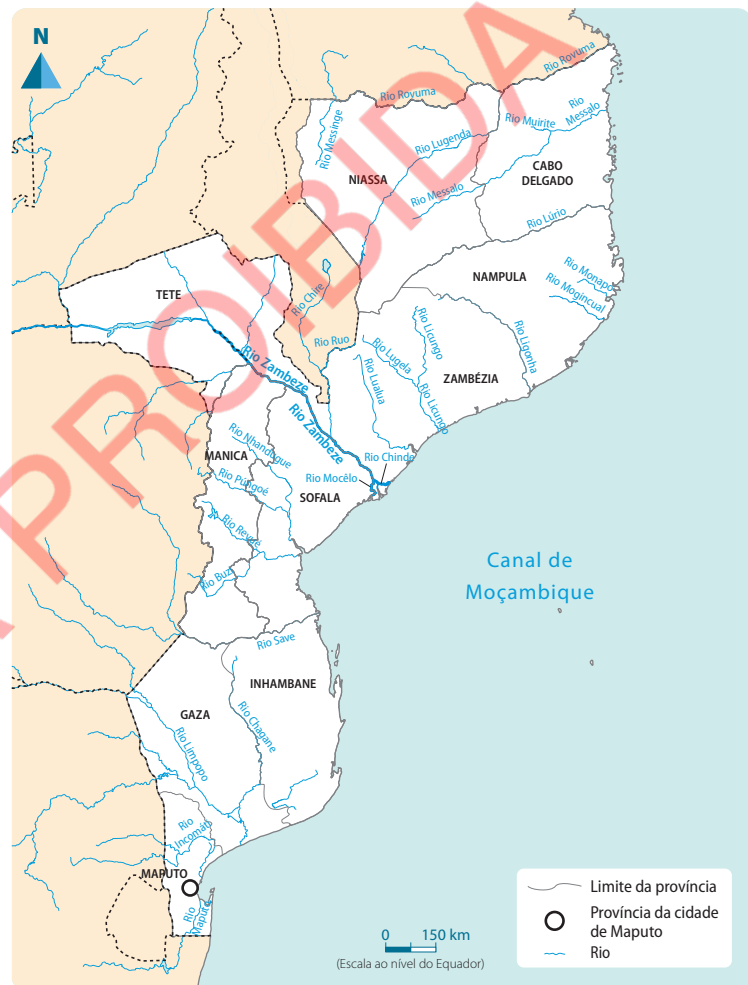 N
Rio Rovuma
Rio Rovuma
Rio Messinge
Rio
Messalo
Rio Muirite
Rio Lugenda
CABO
DELGADO
NIASSA
Rio Messalo
Rio Lúrio
NAMPULA
Rio Monapo
Rio Mogincual
TETE
Rio Chire
Rio Ruo
Rio Licungo
Rio Ligonha
Rio Lugela
Rio Zambeze
Rio Lualua
ZAMBÉZIA
Rio Licungo
Rio Zambeze
MANICA
Rio Nhandugue
Rio Chinde
Rio Púngoé
Rio Mocêlo
SOFALA
Rio Revué
Rio Buzi
Canal de
Moçambique
Rio Save
INHAMBANE
GAZA
Rio Chagane
Rio Limpopo
Rio
Incomáti
MAPUTO
Rio
Maputo
0 150 km
(Escala ao nível do Equador)
Limite da província
Província da cidade
de Maputo
Rio
A PROIBIDA